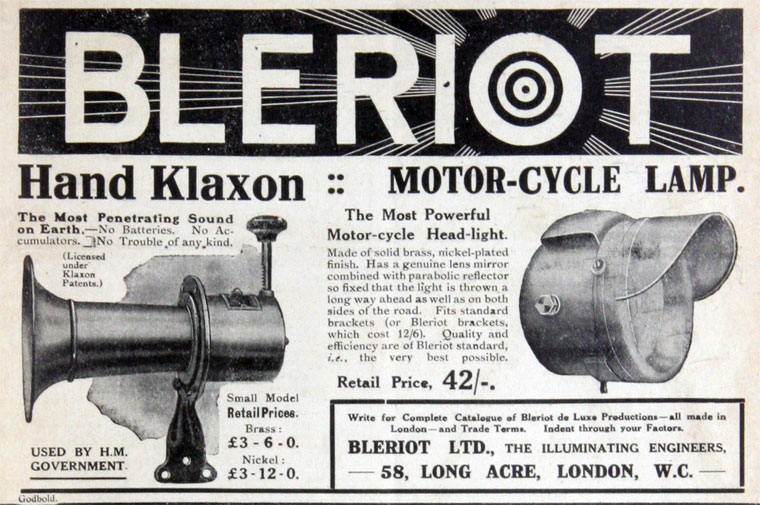 BLERIOT
Hand Klaxon :: MOTOR-CYCLE LAMP.
The Most Penetrating Sound
on Earth,—No Batteries. No Ac-
cumulators. No Trouble of any kind.
(Licensed
under
Klaxon
Patents.)
Small Model
Retail Prices.
Brass:
£3-6-0.
Nickel:
£3-12-0.
USED BY H.M.
GOVERNMENT.
The Most Powerful
Motor-cycle Head-light.
Made of solid brass, nickel-plated
finish. Has a genuine lens mirror
combined with parabolic reflector
so fixed that the light is thrown a
long way ahead as well as on both
sides of the road. Fits standard
brackets (or Bleriot brackets,
which cost 12/6). Quality and
efficiency are of Bleriot standard,
i.e., the very best possible.
Retail Price, 42/-.
Write for Complete Catalogue of Bleriot de Luxe Productions—all made in
London—and Trade Terms. Indent through your Factors.
BLERIOT LTD., THE ILLUMINATING ENGINEERS,
— 58, LONG ACRE, LONDON, W.C. —
Godbold.